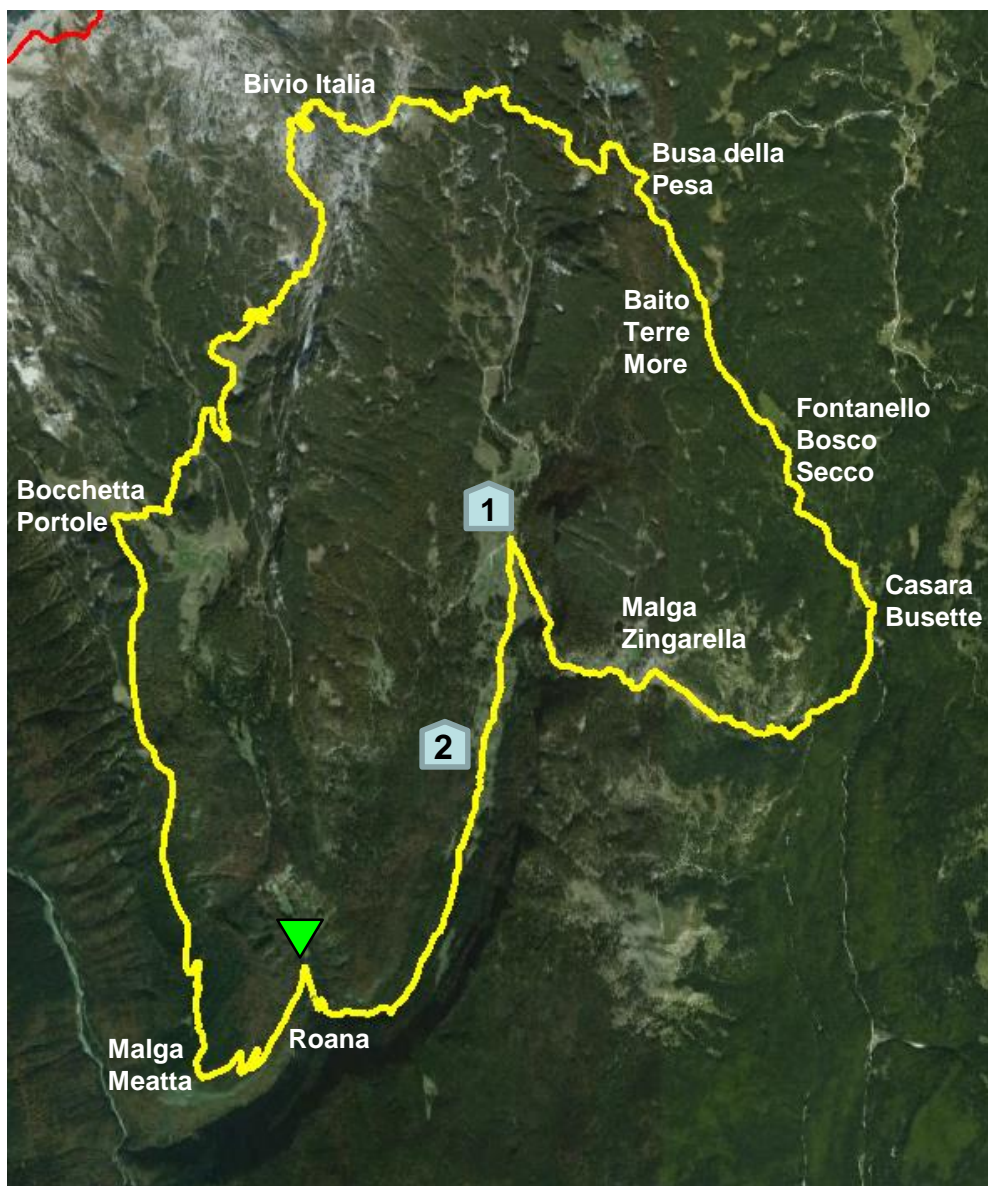 Bivio Italia
Busa della
Pesa
Baito
Terre
More
Fontanello
Bosco
Secco
Bocchetta
Portole
1
Casara
Busette
Malga
Zingarella
2
Roana
Malga
Meatta